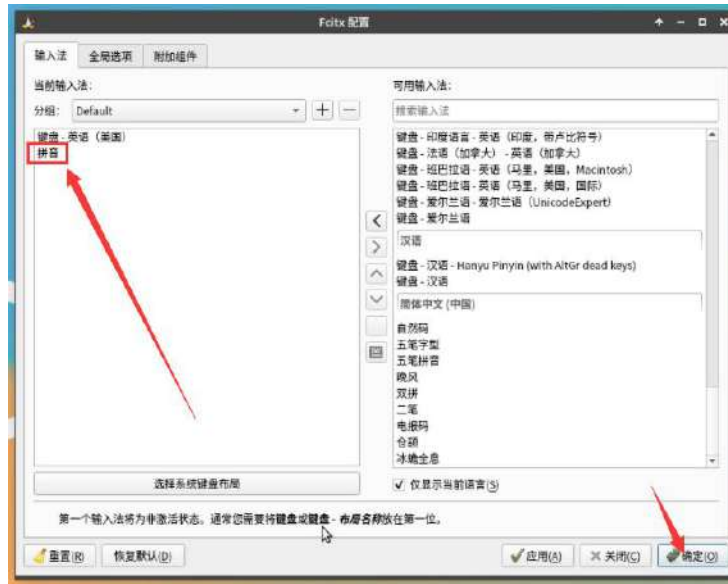 Fcitx 配置
输入法 全局选项 附加组件
当前输入法:
分组: Default
键盘 - 英语（美国）
拼音
选择系统键盘布局
可用输入法:
搜索输入法
键盘 - 印度语言 - 英语（印度，带卢比符号）
键盘 - 法语（加拿大） - 英语（加拿大）
键盘 - 班巴拉语 - 英语（马里，美国，Macintosh）
键盘 - 班巴拉语 - 英语（马里，美国，国际）
键盘 - 爱尔兰语 - 爱尔兰语（UnicodeExpert）
键盘 - 爱尔兰语
汉语
键盘 - 汉语 - Hanyu Pinyin (with AltGr dead keys)
键盘 - 汉语
简体中文 (中国)
自然码
五笔字型
五笔拼音
晚风
双拼
二笔
电报码
仓颉
冰蟾全息
仅显示当前语言(S)
第一个输入法将为非激活状态。通常您需要将键盘或键盘 - 布局名称放在第一位。
重置(R) 恢复默认(D) 应用(A) 关闭(C) 确定(O)